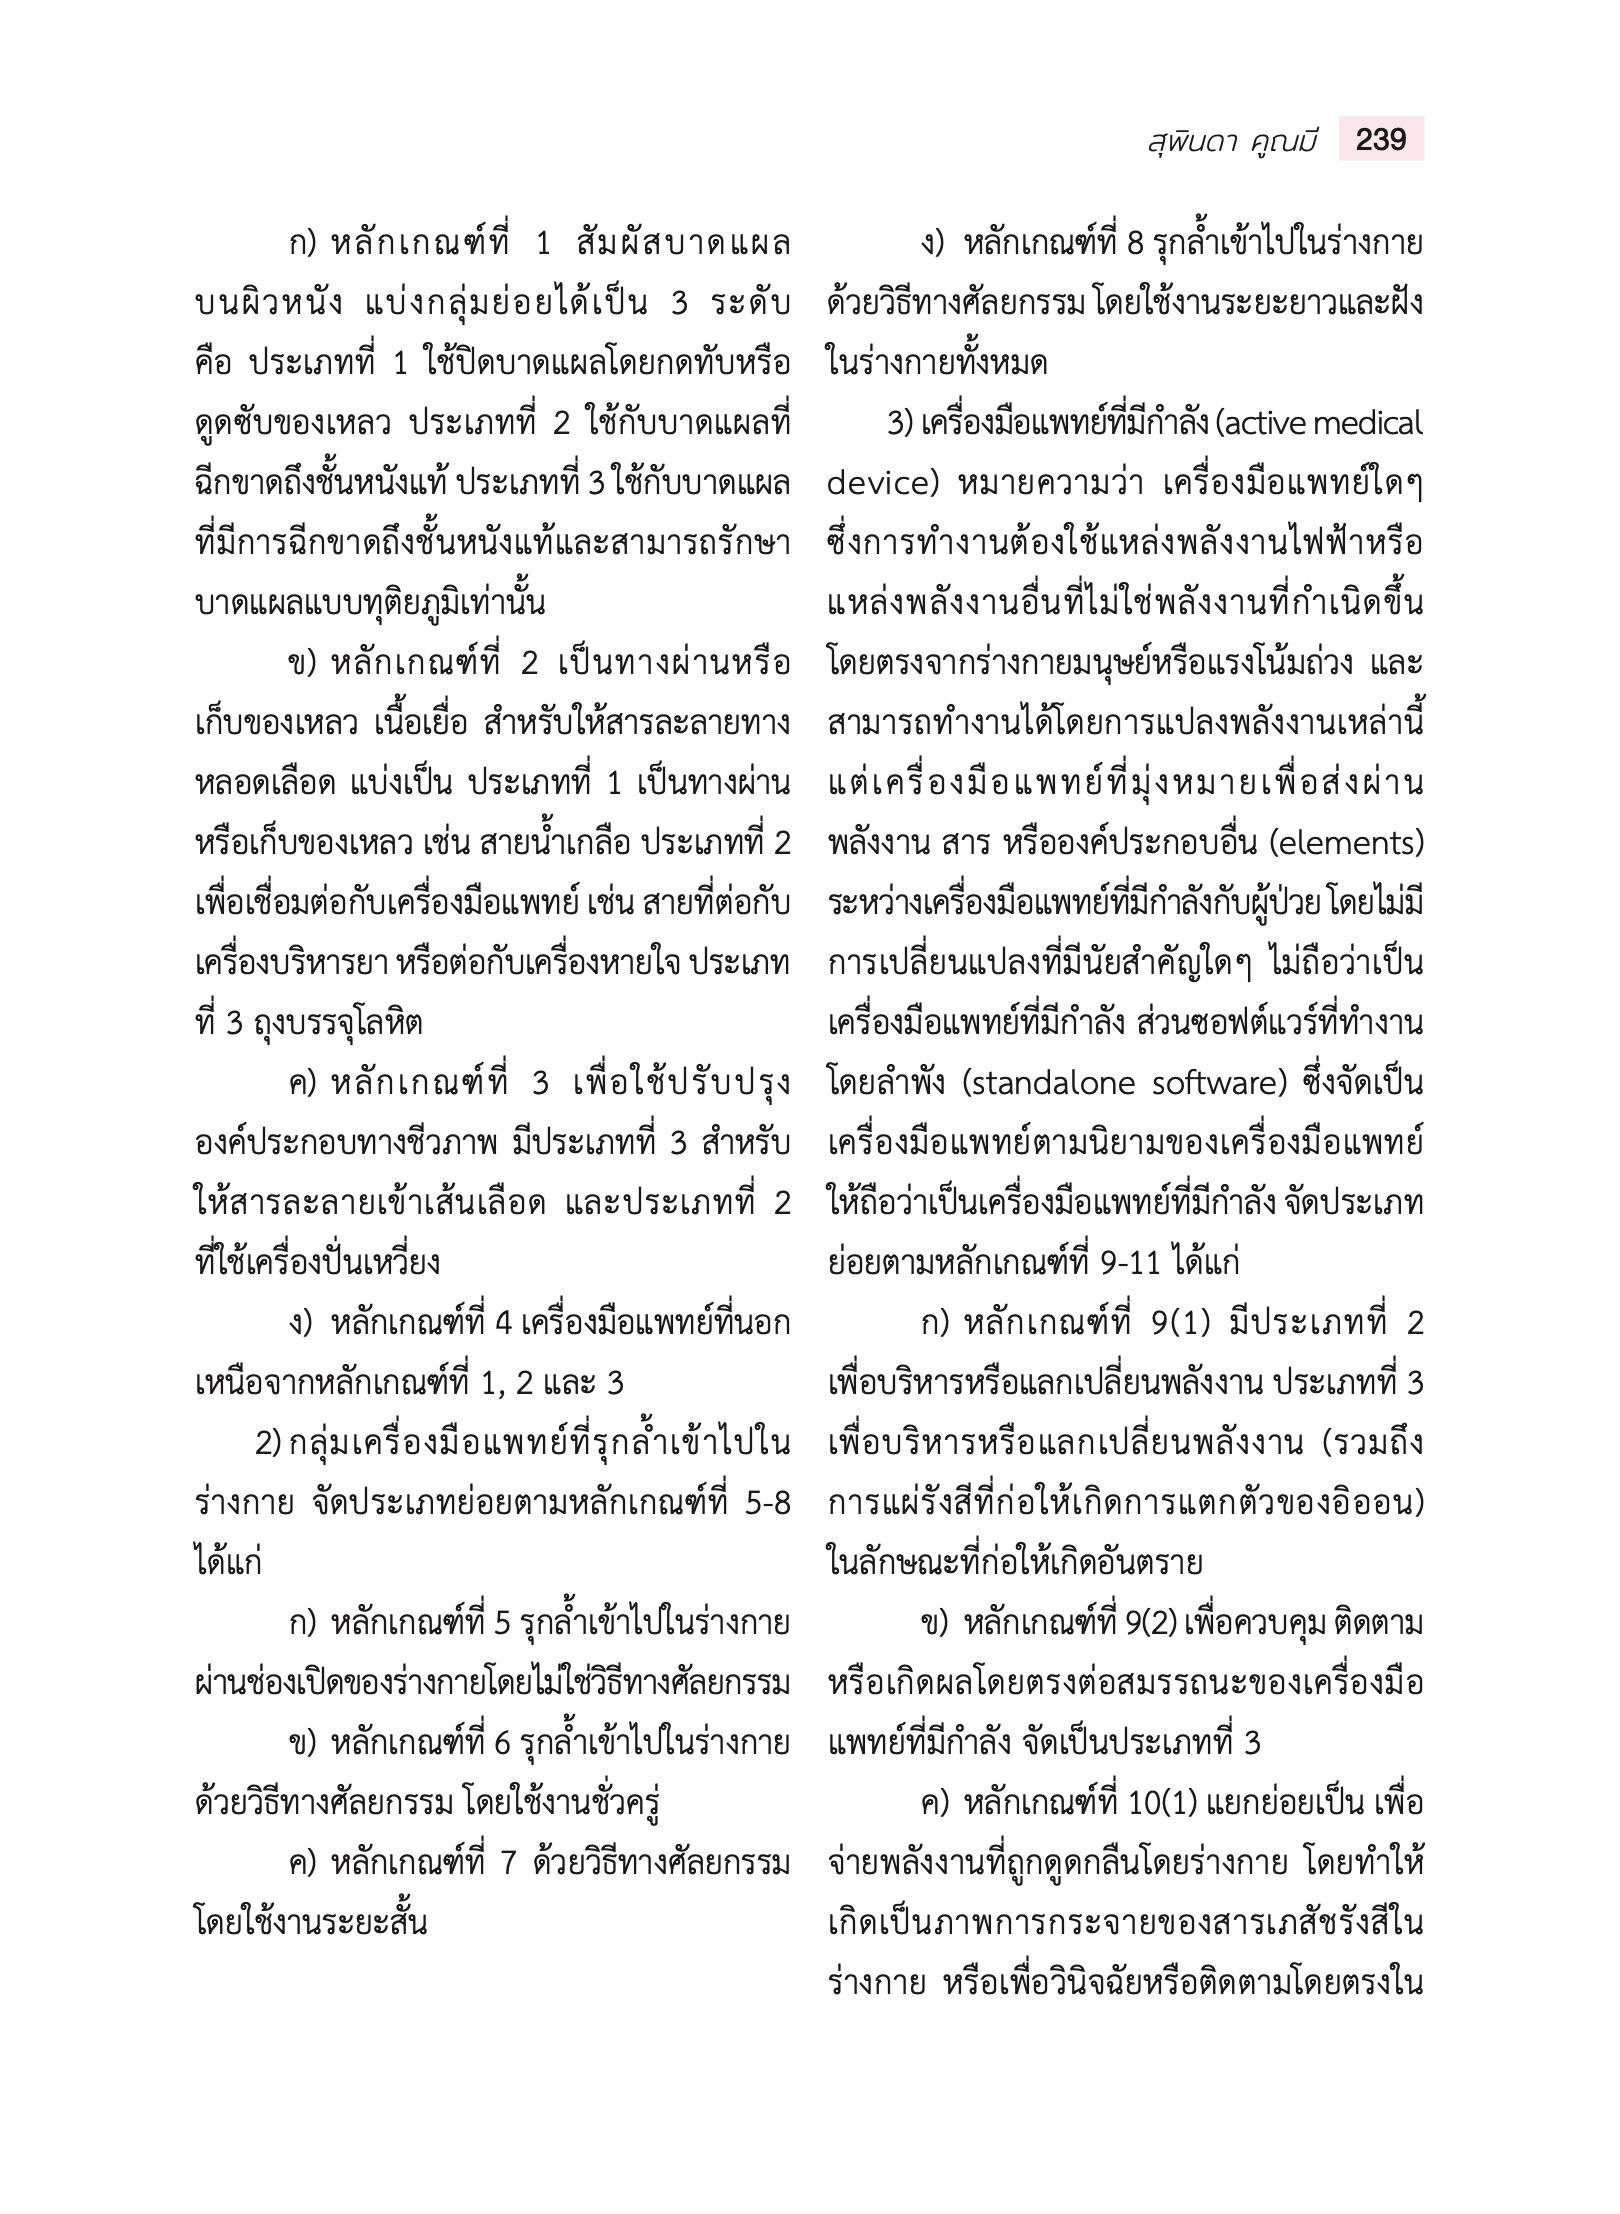 สุพินดา คูณมี 239
ก) หลักเกณฑ์ที่ 1 สัมผัสบาดแผล
บนผิวหนัง แบ่งกลุ่มย่อยได้เป็น 3 ระดับ
คือ ประเภทที่ 1 ใช้ปิดบาดแผลโดยกดทับหรือ
ดูดซับของเหลว ประเภทที่ 2 ใช้กับบาดแผลที่
ฉีกขาดถึงชั้นหนังแท้ ประเภทที่ 3 ใช้กับบาดแผล
ที่มีการฉีกขาดถึงชั้นหนังแท้และสามารถรักษา
บาดแผลแบบทุติยภูมิเท่านั้น
ข) หลักเกณฑ์ที่ 2 เป็นทางผ่านหรือ
เก็บของเหลว เนื้อเยื่อ สำหรับให้สารละลายทาง
หลอดเลือด แบ่งเป็น ประเภทที่ 1 เป็นทางผ่าน
หรือเก็บของเหลว เช่น สายน้ำเกลือ ประเภทที่ 2
เพื่อเชื่อมต่อกับเครื่องมือแพทย์ เช่น สายที่ต่อกับ
เครื่องบริหารยา หรือต่อกับเครื่องหายใจ ประเภท
ที่ 3 ถุงบรรจุโลหิต
ค) หลักเกณฑ์ที่ 3 เพื่อใช้ปรับปรุง
องค์ประกอบทางชีวภาพ มีประเภทที่ 3 สำหรับ
ให้สารละลายเข้าเส้นเลือด และประเภทที่ 2
ที่ใช้เครื่องปั่นเหวี่ยง
ง) หลักเกณฑ์ที่ 4 เครื่องมือแพทย์ที่นอก
เหนือจากหลักเกณฑ์ที่ 1, 2 และ 3
2) กลุ่มเครื่องมือแพทย์ที่รุกล้ำเข้าไปใน
ร่างกาย จัดประเภทย่อยตามหลักเกณฑ์ที่ 5-8
ได้แก่
ก) หลักเกณฑ์ที่ 5 รุกล้ำเข้าไปในร่างกาย
ผ่านช่องเปิดของร่างกายโดยไม่ใช่วิธีทางศัลยกรรม
ข) หลักเกณฑ์ที่ 6 รุกล้ำเข้าไปในร่างกาย
ด้วยวิธีทางศัลยกรรม โดยใช้งานชั่วครู่
ค) หลักเกณฑ์ที่ 7 ด้วยวิธีทางศัลยกรรม
โดยใช้งานระยะสั้น
ง) หลักเกณฑ์ที่ 8 รุกล้ำเข้าไปในร่างกาย
ด้วยวิธีทางศัลยกรรม โดยใช้งานระยะยาวและฝัง
ในร่างกายทั้งหมด
3) เครื่องมือแพทย์ที่มีกำลัง (active medical
device) หมายความว่า เครื่องมือแพทย์ใดๆ
ซึ่งการทำงานต้องใช้แหล่งพลังงานไฟฟ้าหรือ
แหล่งพลังงานอื่นที่ไม่ใช่พลังงานที่กำเนิดขึ้น
โดยตรงจากร่างกายมนุษย์หรือแรงโน้มถ่วง และ
สามารถทำงานได้โดยการแปลงพลังงานเหล่านี้
แต่เครื่องมือแพทย์ที่มุ่งหมายเพื่อส่งผ่าน
พลังงาน สาร หรือองค์ประกอบอื่น (elements)
ระหว่างเครื่องมือแพทย์ที่มีกำลังกับผู้ป่วย โดยไม่มี
การเปลี่ยนแปลงที่มีนัยสำคัญใดๆ ไม่ถือว่าเป็น
เครื่องมือแพทย์ที่มีกำลัง ส่วนซอฟต์แวร์ที่ทำงาน
โดยลำพัง (standalone software) ซึ่งจัดเป็น
เครื่องมือแพทย์ตามนิยามของเครื่องมือแพทย์
ให้ถือว่าเป็นเครื่องมือแพทย์ที่มีกำลัง จัดประเภท
ย่อยตามหลักเกณฑ์ที่ 9-11 ได้แก่
ก) หลักเกณฑ์ที่ 9(1) มีประเภทที่ 2
เพื่อบริหารหรือแลกเปลี่ยนพลังงาน ประเภทที่ 3
เพื่อบริหารหรือแลกเปลี่ยนพลังงาน (รวมถึง
การแผ่รังสีที่ก่อให้เกิดการแตกตัวของอิออน)
ในลักษณะที่ก่อให้เกิดอันตราย
ข) หลักเกณฑ์ที่ 9(2) เพื่อควบคุม ติดตาม
หรือเกิดผลโดยตรงต่อสมรรถนะของเครื่องมือ
แพทย์ที่มีกำลัง จัดเป็นประเภทที่ 3
ค) หลักเกณฑ์ที่ 10(1) แยกย่อยเป็น เพื่อ
จ่ายพลังงานที่ถูกดูดกลืนโดยร่างกาย โดยทำให้
เกิดเป็นภาพการกระจายของสารเภสัชรังสีใน
ร่างกาย หรือเพื่อวินิจฉัยหรือติดตามโดยตรงใน